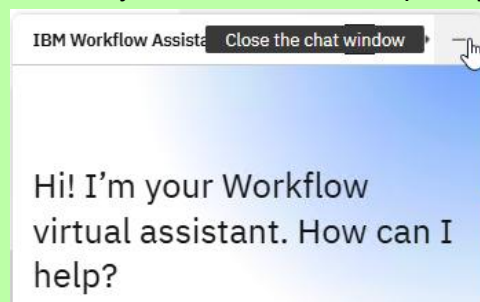 IBM Workflow Assista Close the chat window
Hi! I’m your Workflow
virtual assistant. How can I
help?